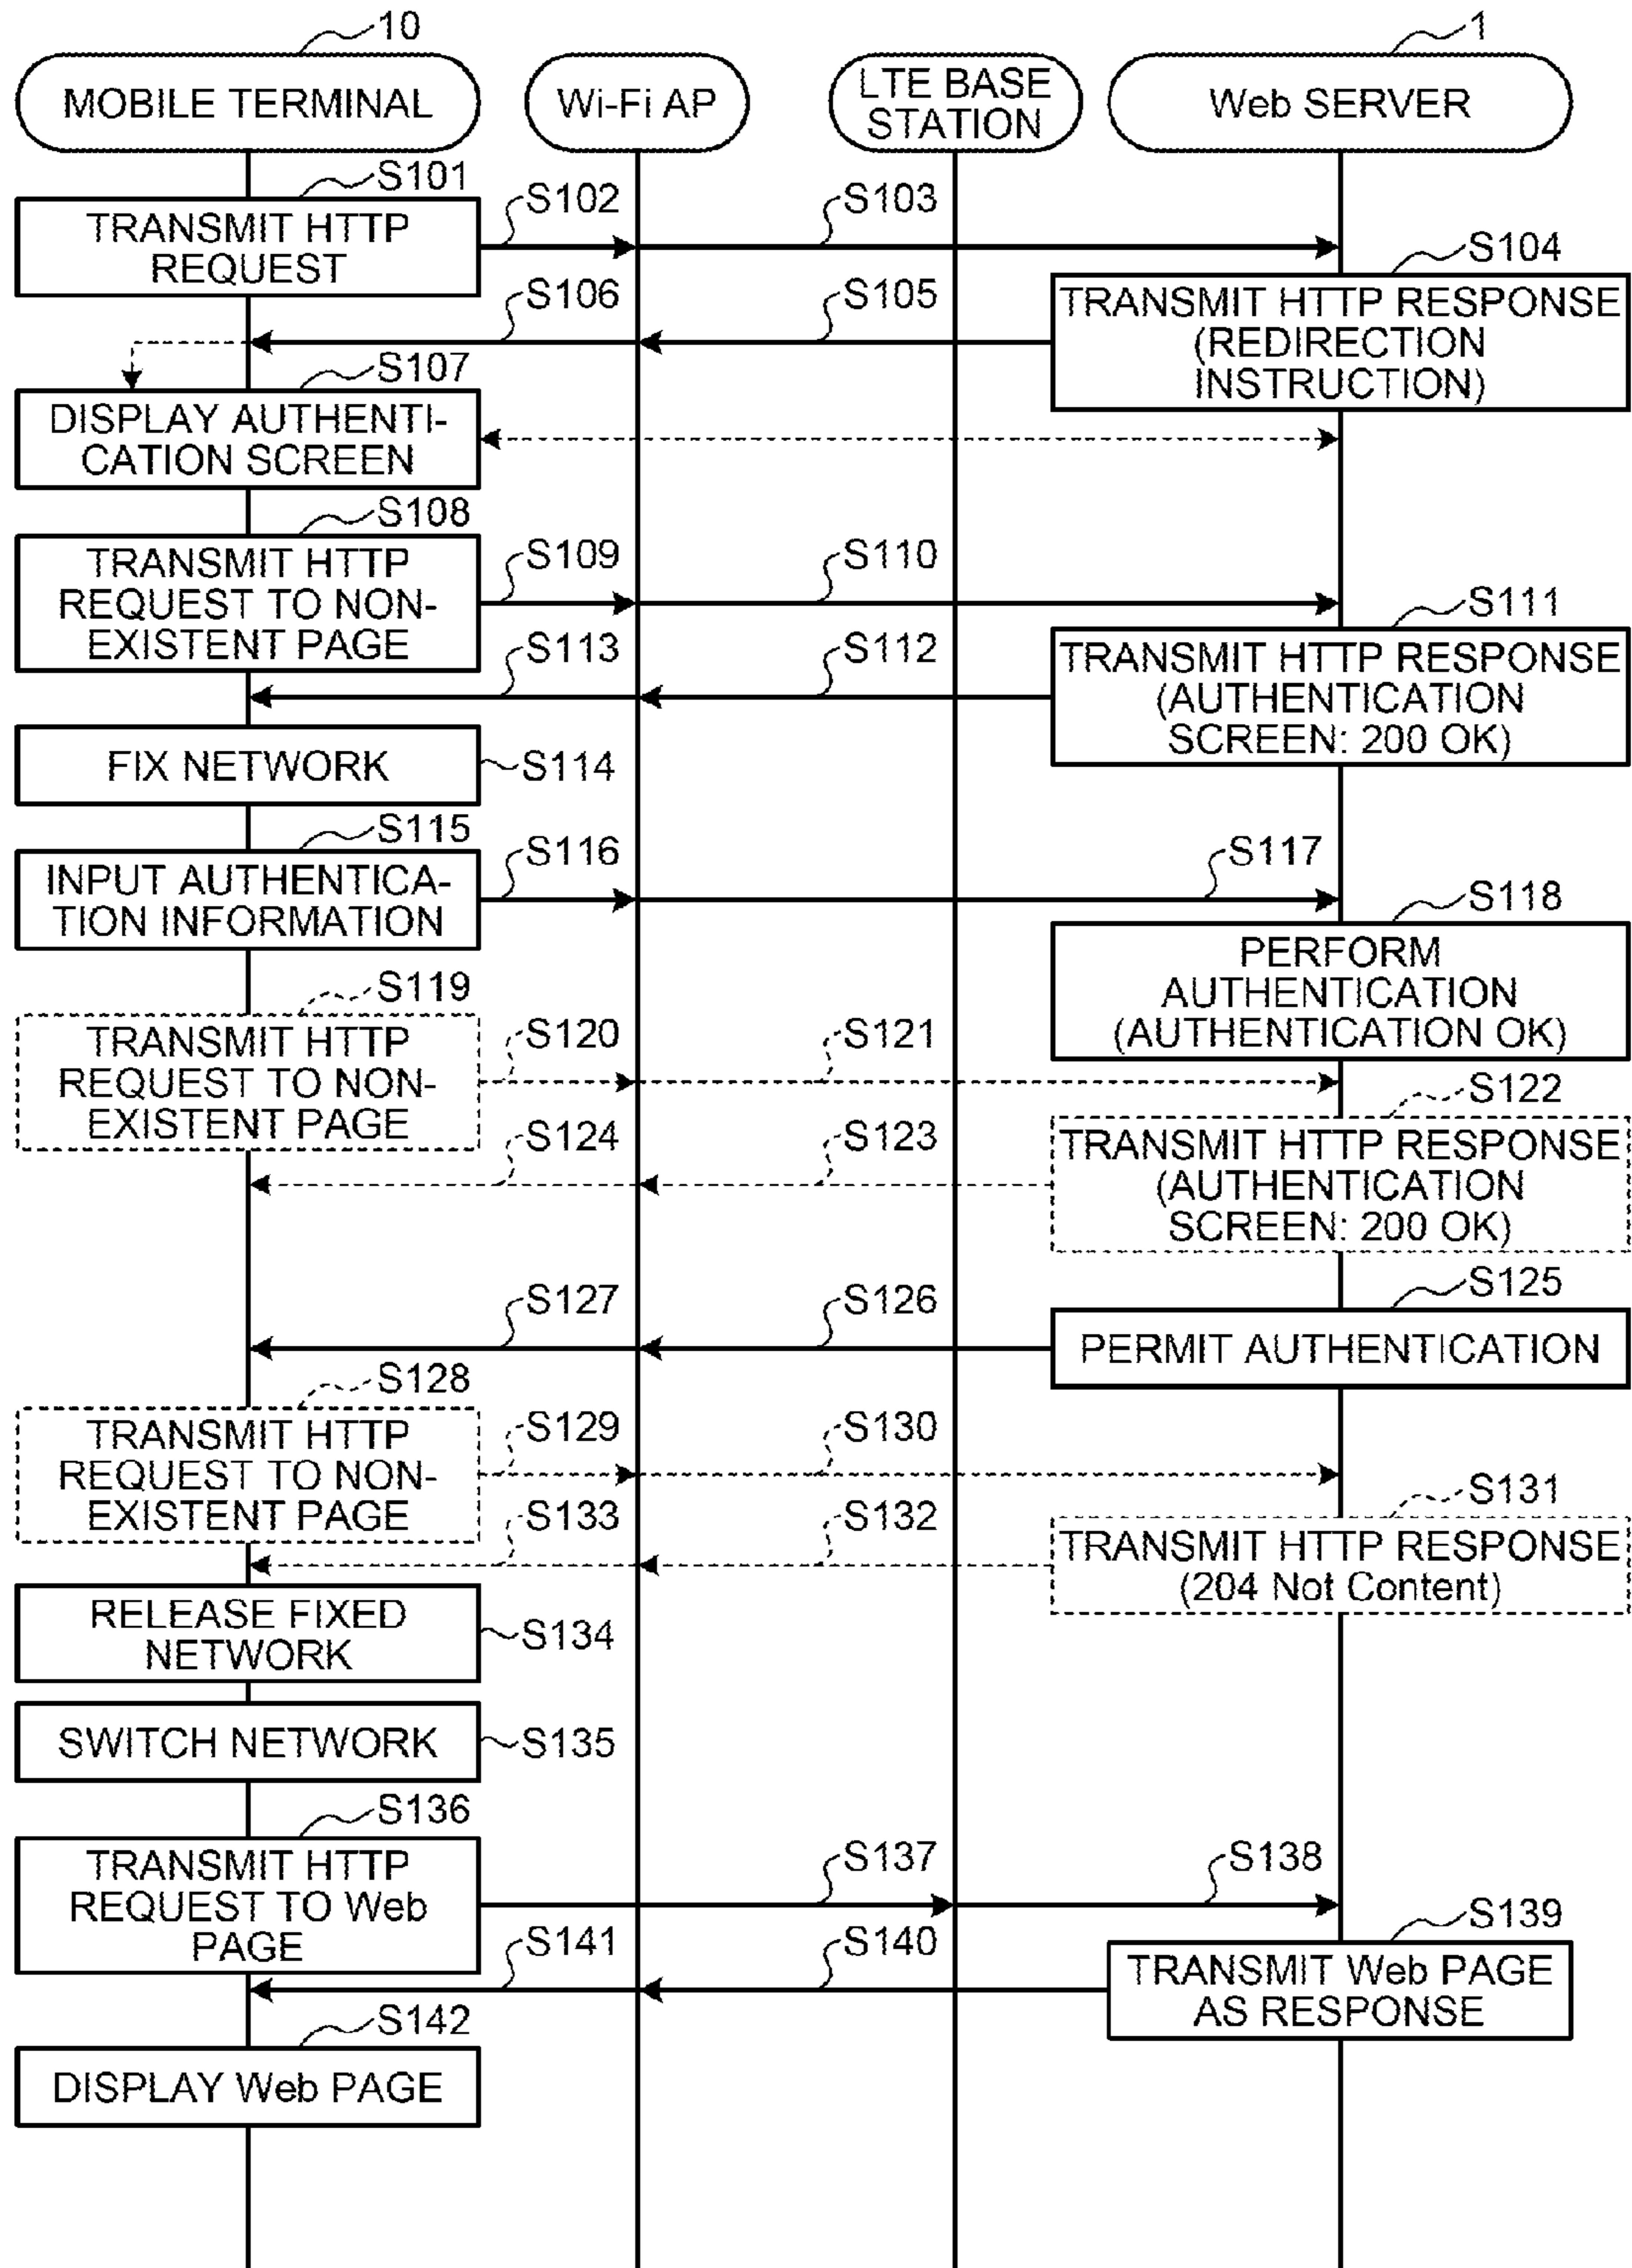 10
1
MOBILE TERMINAL
Wi-Fi AP
LTE BASE
STATION
Web SERVER
S101
TRANSMIT HTTP
REQUEST
S102
S103
S104
TRANSMIT HTTP RESPONSE
(REDIRECTION
INSTRUCTION)
S106
S105
S107
DISPLAY AUTHENTI-
CATION SCREEN
S108
TRANSMIT HTTP
REQUEST TO NON-
EXISTENT PAGE
S109
S110
S111
TRANSMIT HTTP RESPONSE
(AUTHENTICATION
SCREEN: 200 OK)
S113
S112
FIX NETWORK
S114
S115
INPUT AUTHENTICA-
TION INFORMATION
S116
S117
S118
PERFORM
AUTHENTICATION
(AUTHENTICATION OK)
S119
TRANSMIT HTTP
REQUEST TO NON-
EXISTENT PAGE
S120
S121
S122
TRANSMIT HTTP RESPONSE
(AUTHENTICATION
SCREEN: 200 OK)
S124
S123
S125
PERMIT AUTHENTICATION
S127
S126
S128
TRANSMIT HTTP
REQUEST TO NON-
EXISTENT PAGE
S129
S130
S131
TRANSMIT HTTP RESPONSE
(204 Not Content)
S133
S132
RELEASE FIXED
NETWORK
S134
SWITCH NETWORK
S135
S136
TRANSMIT HTTP
REQUEST TO Web
PAGE
S137
S138
S139
TRANSMIT Web PAGE
AS RESPONSE
S141
S140
S142
DISPLAY Web PAGE